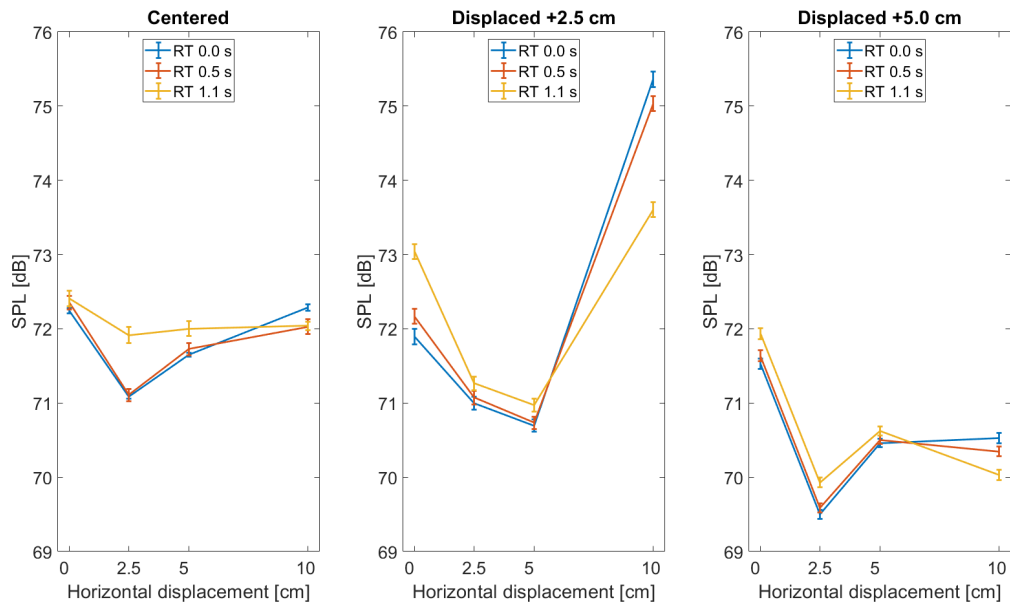 Centered
76
75
74
73
72
71
70
69
SPL [dB]
RT 0.0 s
RT 0.5 s
RT 1.1 s
0 2.5 5 10
Horizontal displacement [cm]
Displaced +2.5 cm
76
75
74
73
72
71
70
69
SPL [dB]
RT 0.0 s
RT 0.5 s
RT 1.1 s
0 2.5 5 10
Horizontal displacement [cm]
Displaced +5.0 cm
76
75
74
73
72
71
70
69
SPL [dB]
RT 0.0 s
RT 0.5 s
RT 1.1 s
0 2.5 5 10
Horizontal displacement [cm]